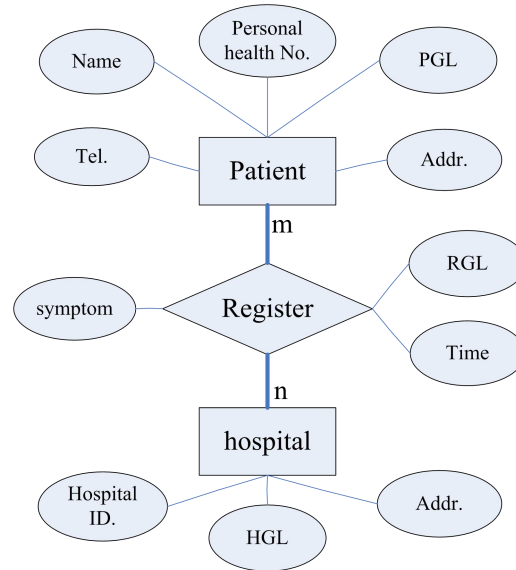 Personal
health No.
Name
PGL
Tel.
Patient
Addr.
m
RGL
symptom
Register
Time
n
hospital
Hospital
ID.
HGL
Addr.